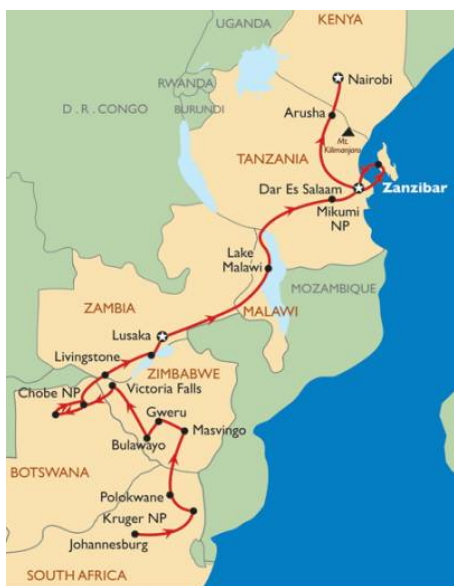 UGANDA
KENYA
Nairobi
RWANDA
D. R. CONGO
BURUNDI
Arusha
Mt.
Kilimanjaro
TANZANIA
Dar Es Salaam
Zanzibar
Mikumi
NP
Lake
Malawi
MOZAMBIQUE
ZAMBIA
MALAWI
Lusaka
Livingstone
ZIMBABWE
Chobe NP
Victoria Falls
Gweru
Masvingo
Bulawayo
BOTSWANA
Polokwane
Kruger NP
Johannesburg
SOUTH AFRICA